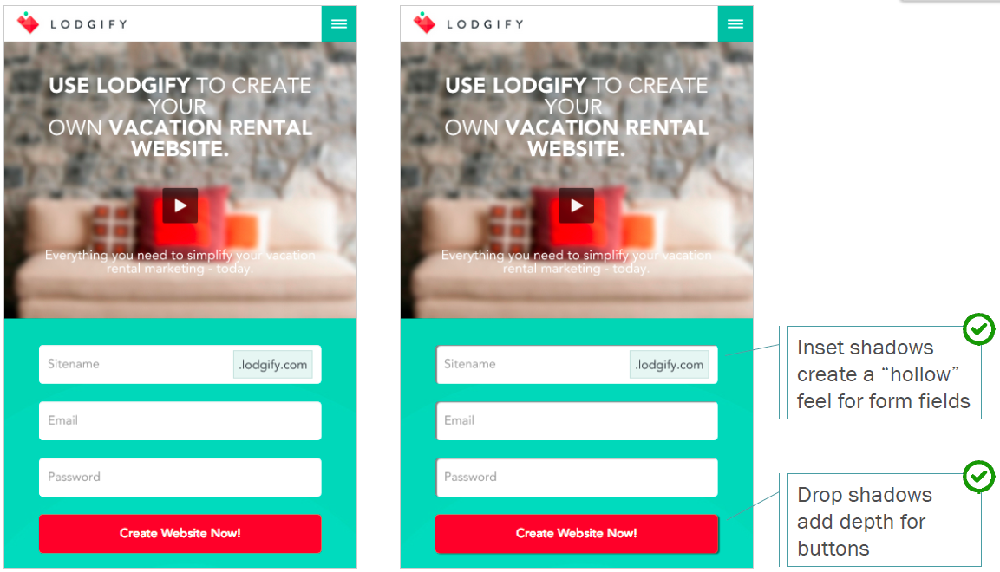 LODGIFY
USE LODGIFY TO CREATE
YOUR
OWN VACATION RENTAL
WEBSITE.
Everything you need to simplify your vacation
rental marketing - today.
Sitename
.lodgify.com
Email
Password
Create Website Now!
LODGIFY
USE LODGIFY TO CREATE
YOUR
OWN VACATION RENTAL
WEBSITE.
Everything you need to simplify your vacation
rental marketing - today.
Sitename
.lodgify.com
Email
Password
Create Website Now!
Inset shadows
create a “hollow”
feel for form fields
Drop shadows
add depth for
buttons